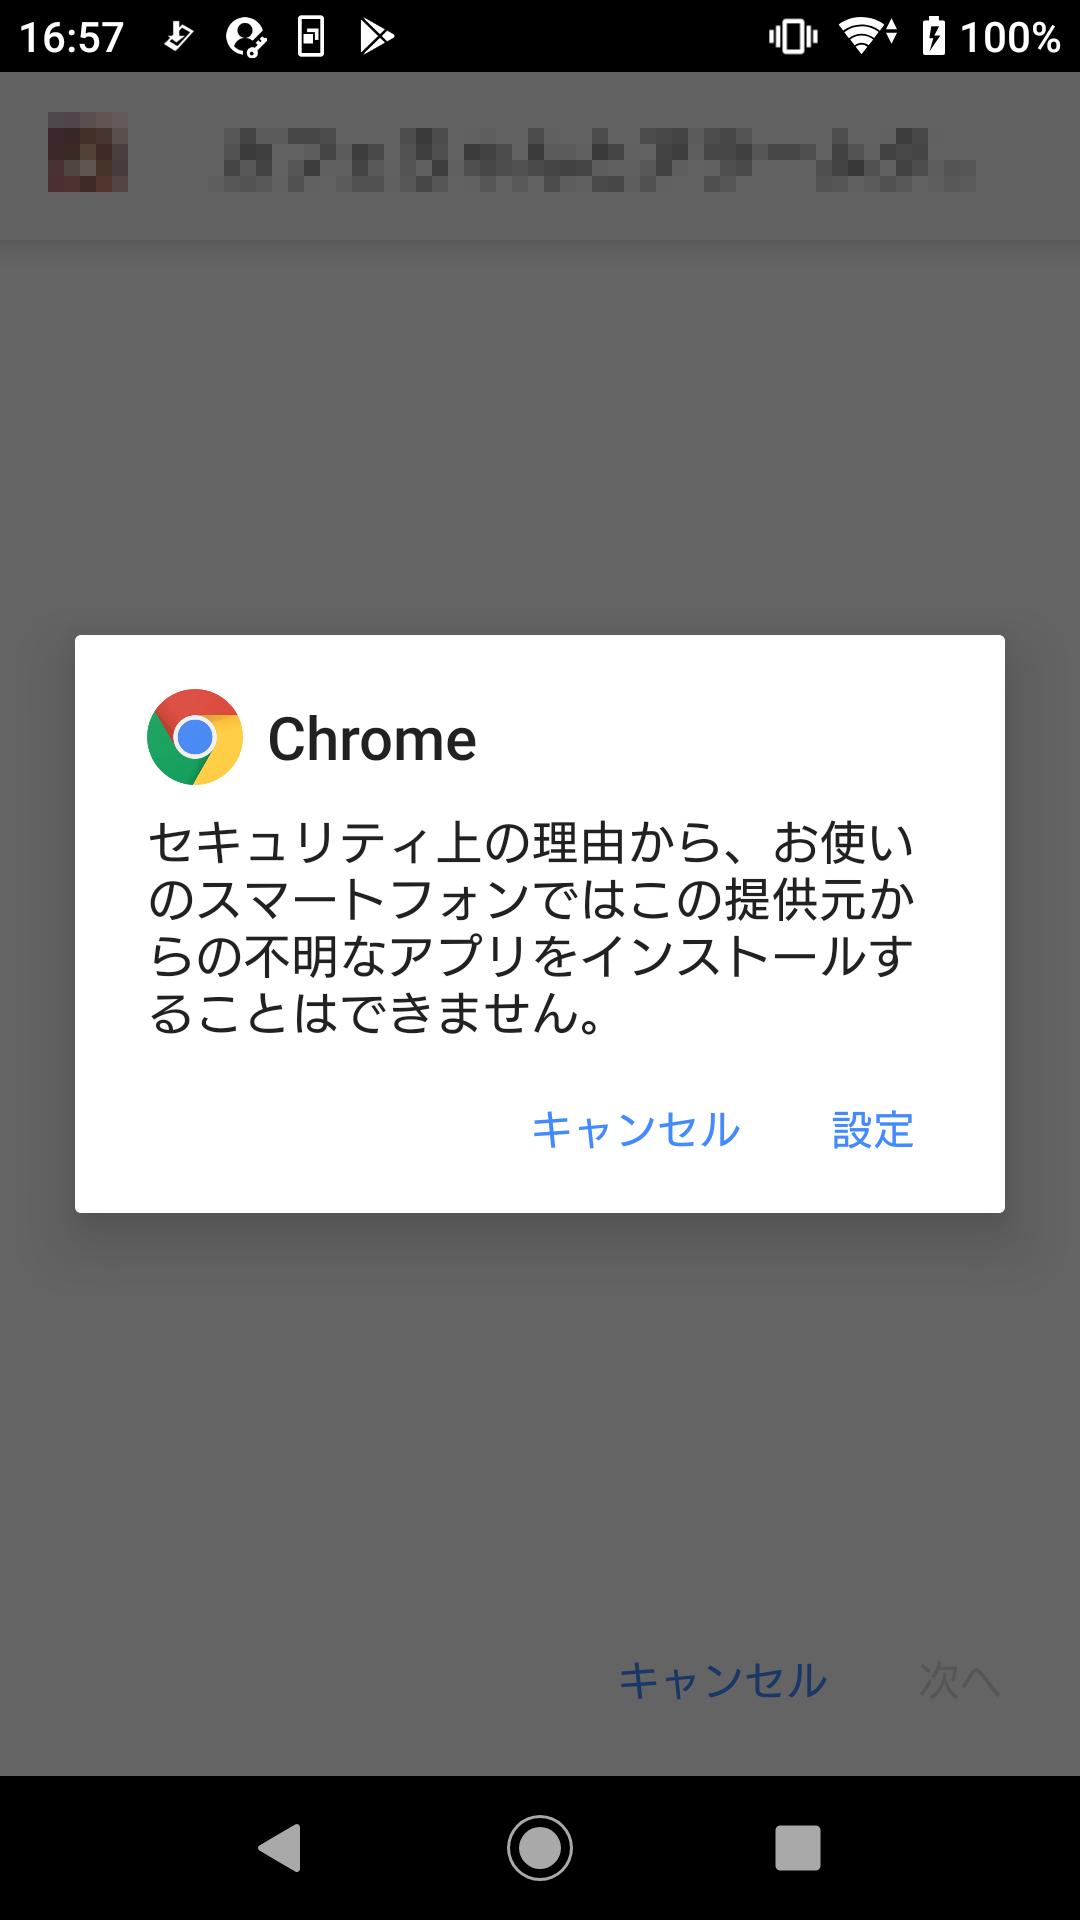 16:57
100%
Chrome
セキュリティ上の理由から、お使い
のスマートフォンではこの提供元か
らの不明なアプリをインストールす
ることはできません。
キャンセル 設定
キャンセル 次へ